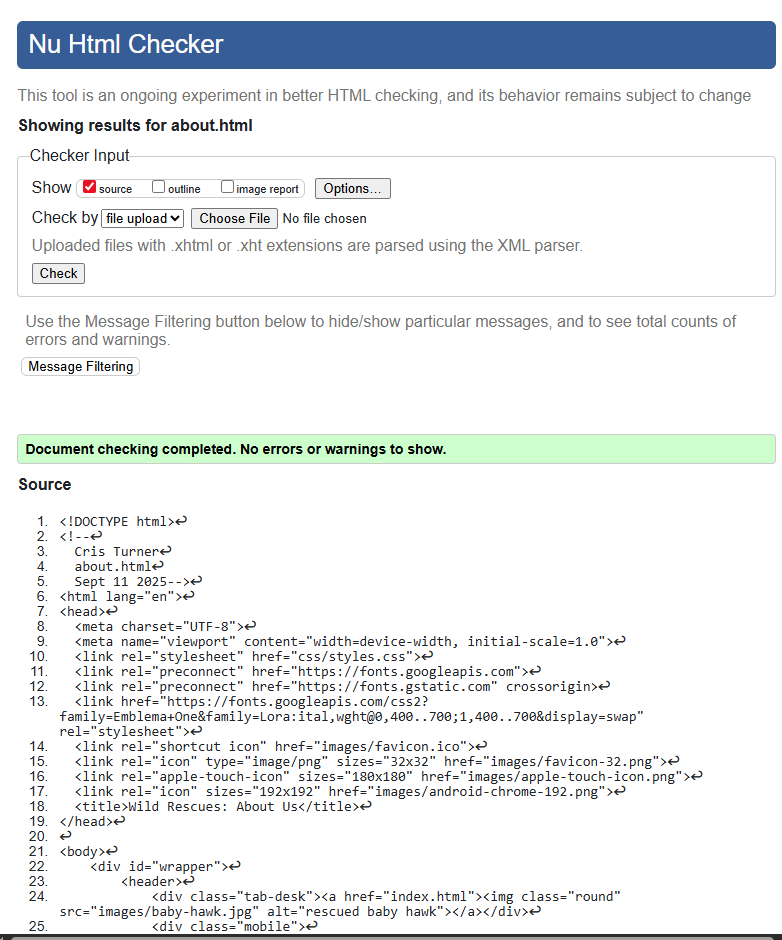 Nu Html Checker
This tool is an ongoing experiment in better HTML checking, and its behavior remains subject to change
Showing results for about.html
Checker Input
Show source outline image report Options...
Check by file upload Choose File No file chosen
Uploaded files with .xhtml or .xht extensions are parsed using the XML parser.
Check
Use the Message Filtering button below to hide/show particular messages, and to see total counts of
errors and warnings.
Message Filtering
Document checking completed. No errors or warnings to show.
Source
1. <!DOCTYPE html>↩
2. <!--↩
3.   Cris Turner↩
4.   about.html↩
5.   Sept 11 2025-->↩
6. <html lang="en">↩
7. <head>↩
8.   <meta charset="UTF-8">↩
9.   <meta name="viewport" content="width=device-width, initial-scale=1.0">↩
10.   <link rel="stylesheet" href="css/styles.css">↩
11.   <link rel="preconnect" href="https://fonts.googleapis.com">↩
12.   <link rel="preconnect" href="https://fonts.gstatic.com" crossorigin>↩
13.   <link href="https://fonts.googleapis.com/css2?
family=Emblema+One&family=Lora:ital,wght@0,400..700;1,400..700&display=swap"
rel="stylesheet">↩
14.   <link rel="shortcut icon" href="images/favicon.ico">↩
15.   <link rel="icon" type="image/png" sizes="32x32" href="images/favicon-32.png">↩
16.   <link rel="apple-touch-icon" sizes="180x180" href="images/apple-touch-icon.png">↩
17.   <link rel="icon" sizes="192x192" href="images/android-chrome-192.png">↩
18.   <title>Wild Rescues: About Us</title>↩
19. </head>↩
20. ↩
21. <body>↩
22.     <div id="wrapper">↩
23.         <header>↩
24.             <div class="tab-desk"><a href="index.html"><img class="round"
src="images/baby-hawk.jpg" alt="rescued baby hawk"></a></div>↩
25.             <div class="mobile">↩